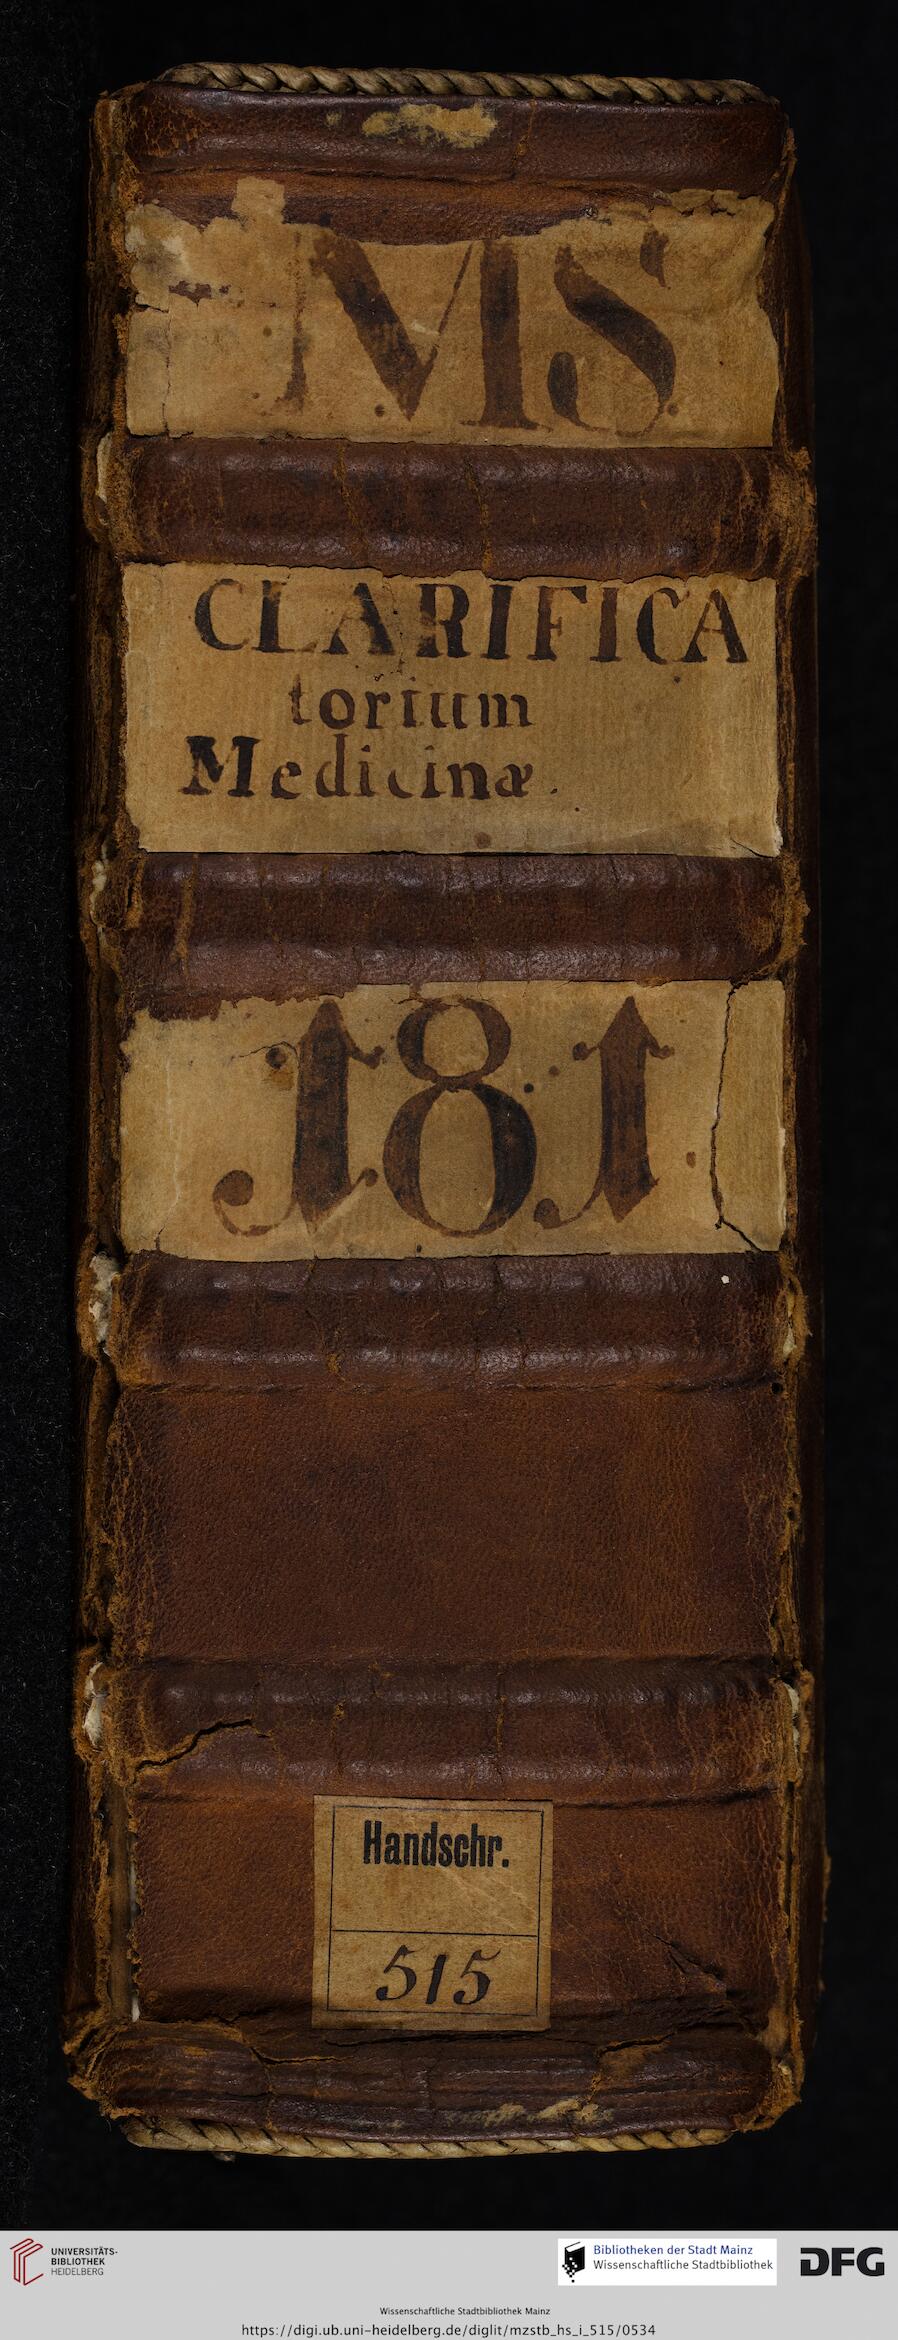 MS
CLARIFICA
torium
Medicinæ.
181
Handschr.
515
UNIVERSITÄTS-
BIBLIOTHEK
HEIDELBERG
Bibliotheken der Stadt Mainz
Wissenschaftliche Stadtbibliothek
DFG
Wissenschaftliche Stadtbibliothek Mainz
https://digi.ub.uni-heidelberg.de/diglit/mzstb_hs_i_515/0534